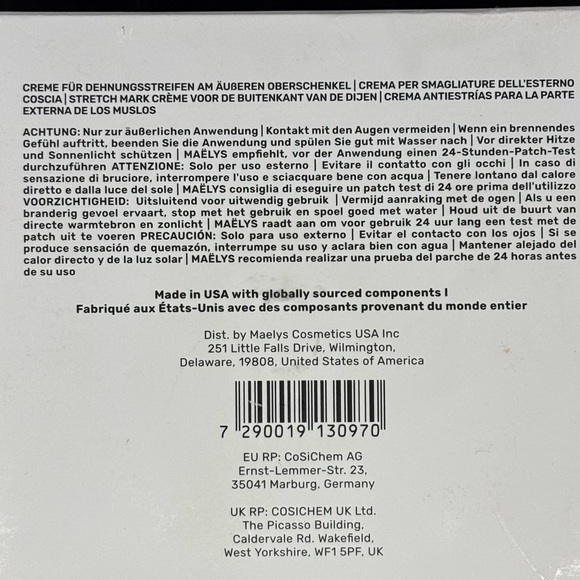 CREME FÜR DEHNUNGSSTREIFEN AM ÄUßEREN OBERSCHENKEL | CREMA PER SMAGLIATURE DELL'ESTERNO
COSCIA | STRETCH MARK CRÈME VOOR DE BUITENKANT VAN DE DIJEN | CREMA ANTIESTRÍAS PARA LA PARTE
EXTERNA DE LOS MUSLOS
ACHTUNG: Nur zur äußerlichen Anwendung | Kontakt mit den Augen vermeiden | Wenn ein brennendes
Gefühl auftritt, beenden Sie die Anwendung und spülen Sie gut mit Wasser nach | Vor direkter Hitze
und Sonnenlicht schützen | MAËLYS empfiehlt, vor der Anwendung einen 24-Stunden-Patch-Test
durchzuführen ATTENZIONE: Solo per uso esterno | Evitare il contatto con gli occhi | In caso di
sensazione di bruciore, interrompere l'uso e sciacquare bene con acqua | Tenere lontano dal calore
diretto e dalla luce del sole | MAËLYS consiglia di eseguire un patch test di 24 ore prima dell'utilizzo
VOORZICHTIGHEID: Uitsluitend voor uitwendig gebruik | Vermijd aanraking met de ogen | Als u een
branderig gevoel ervaart, stop met het gebruik en spoel goed met water | Houd uit de buurt van
directe warmtebron en zonlicht | MAËLYS raadt aan om voor gebruik 24 uur lang een test met de
patch uit te voeren PRECAUCIÓN: Solo para uso externo | Evitar el contacto con los ojos | Si se
produce sensación de quemazón, interrumpe su uso y aclara bien con agua | Mantener alejado del
calor directo y de la luz solar | MAËLYS recomienda realizar una prueba del parche de 24 horas antes
de su uso
Made in USA with globally sourced components I
Fabriqué aux États-Unis avec des composants provenant du monde entier
Dist. by Maelys Cosmetics USA Inc
251 Little Falls Drive, Wilmington,
Delaware, 19808, United States of America
7 290019 130970
EU RP: CoSiChem AG
Ernst-Lemmer-Str. 23,
35041 Marburg, Germany
UK RP: COSICHEM UK Ltd.
The Picasso Building,
Caldervale Rd. Wakefield,
West Yorkshire, WF1 5PF, UK